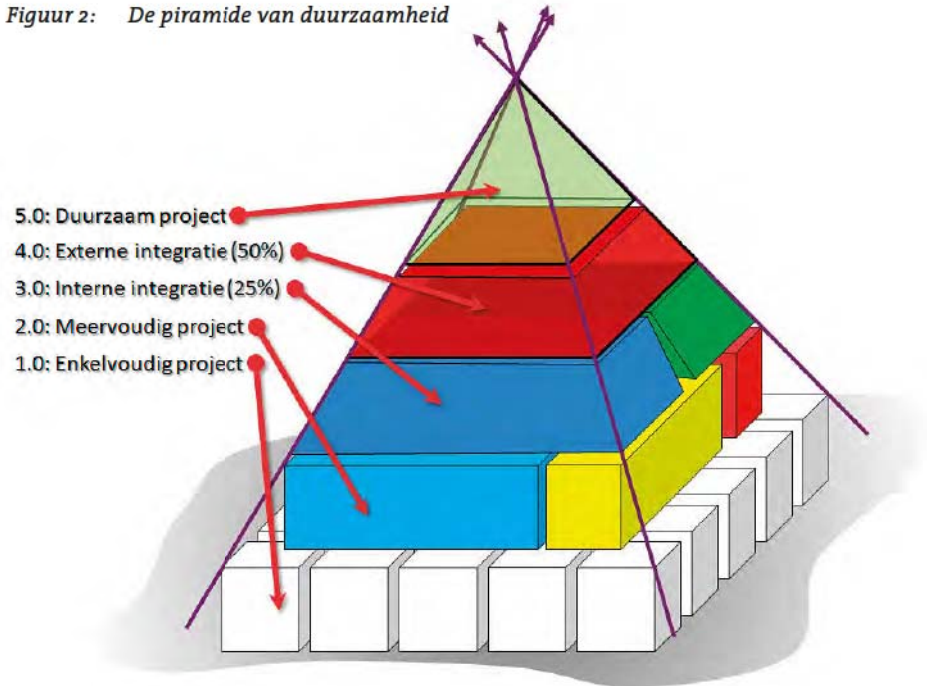 Figuur 2: De piramide van duurzaamheid
5.0: Duurzaam project
4.0: Externe integratie (50%)
3.0: Interne integratie (25%)
2.0: Meervoudig project
1.0: Enkelvoudig project